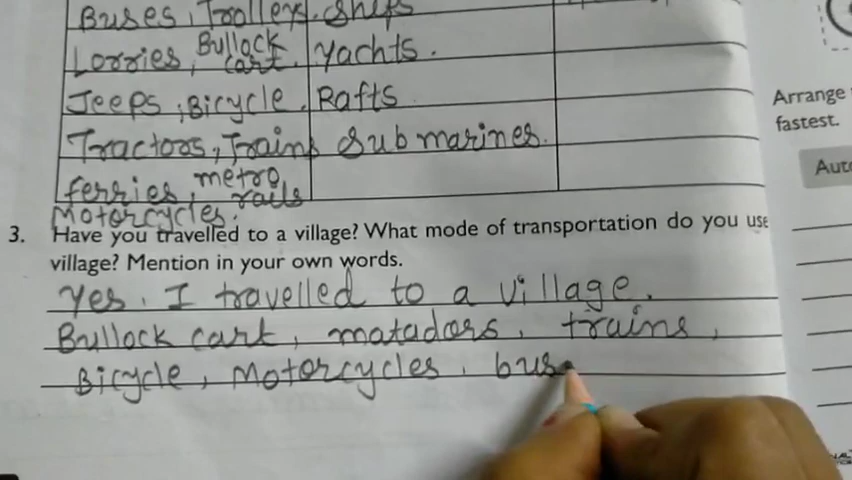 Buses, Trolleys. ships
Lorries, Bullock cart. yachts.
Jeeps, Bicycle. Rafts
Tractors, Trains submarines.
ferries, metro rails
Motorcycles.
3. Have you travelled to a village? What mode of transportation do you use
village? Mention in your own words.
Yes. I travelled to a village.
Bullock cart, matadors, trains,
Bicycle, Motorcycles, bus
Arrange
fastest.
Aut